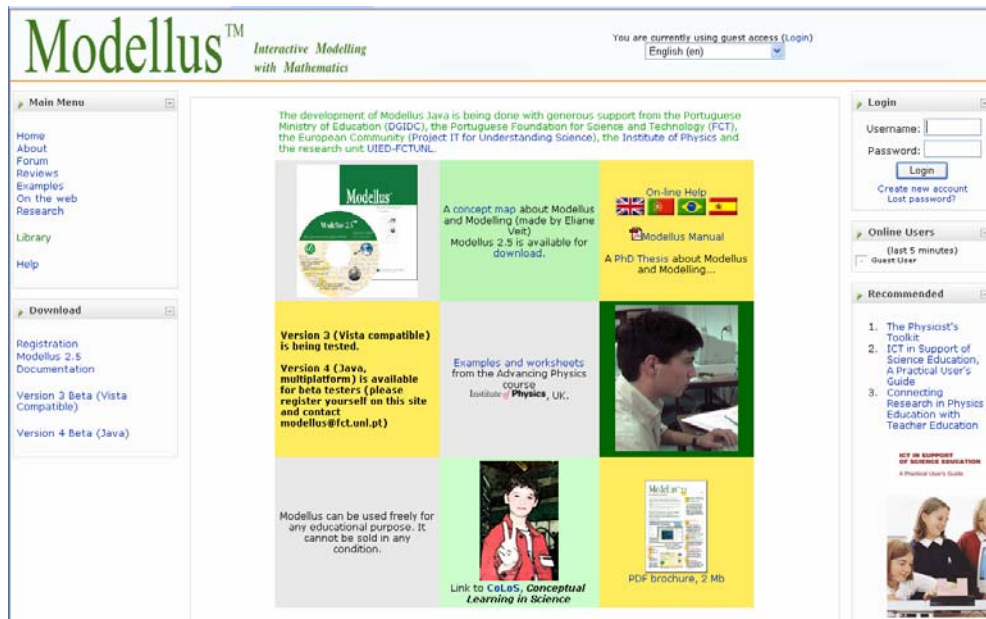 Modellus™
Interactive Modelling
with Mathematics
You are currently using guest access (Login)
English (en)
Main Menu
Home
About
Forum
Reviews
Examples
On the web
Research
Library
Help
Download
Registration
Modellus 2.5
Documentation
Version 3 Beta (Vista
Compatible)
Version 4 Beta (Java)
The development of Modellus Java is being done with generous support from the Portuguese
Ministry of Education (DGIDC), the Portuguese Foundation for Science and Technology (FCT),
the European Community (Project IT for Understanding Science), the Institute of Physics and
the research unit UIED-FCTUNL.
Modellus
Modellus 2.5
A concept map about Modellus
and Modelling (made by Eliane
Veit)
Modellus 2.5 is available for
download.
On-line Help
Modellus Manual
A PhD Thesis about Modellus
and Modelling...
Version 3 (Vista compatible)
is being tested.
Version 4 (Java,
multiplatform) is available
for beta testers (please
register yourself on this site
and contact
modellus@fct.unl.pt)
Examples and worksheets
from the Advancing Physics
course
Institute of Physics, UK.
Modellus can be used freely for
any educational purpose. It
cannot be sold in any
condition.
Link to CoLoS, Conceptual
Learning in Science
Modellus
PDF brochure, 2 Mb
Login
Username:
Password:
Login
Create new account
Lost password?
Online Users
(last 5 minutes)
Guest User
Recommended
1. The Physicist's
Toolkit
2. ICT in Support of
Science Education,
A Practical User's
Guide
3. Connecting
Research in Physics
Education with
Teacher Education
ICT IN SUPPORT
OF SCIENCE EDUCATION
A Practical User's Guide